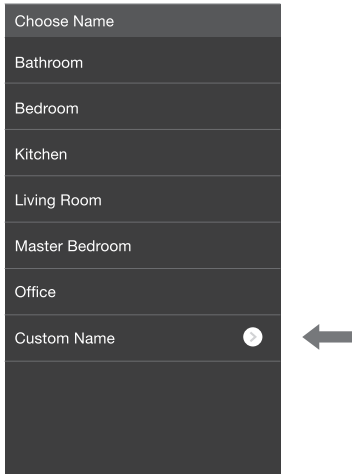 Choose Name
Bathroom
Bedroom
Kitchen
Living Room
Master Bedroom
Office
Custom Name